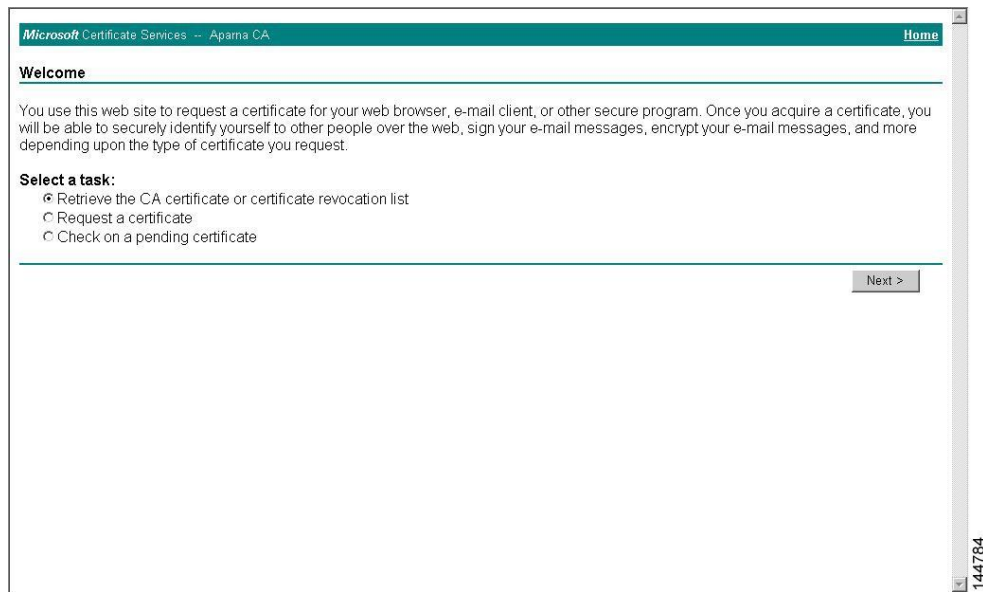 Microsoft Certificate Services -- Aparna CA Home
Welcome
You use this web site to request a certificate for your web browser, e-mail client, or other secure program. Once you acquire a certificate, you
will be able to securely identify yourself to other people over the web, sign your e-mail messages, encrypt your e-mail messages, and more
depending upon the type of certificate you request.
Select a task:
Retrieve the CA certificate or certificate revocation list
Request a certificate
Check on a pending certificate
Next >
144784